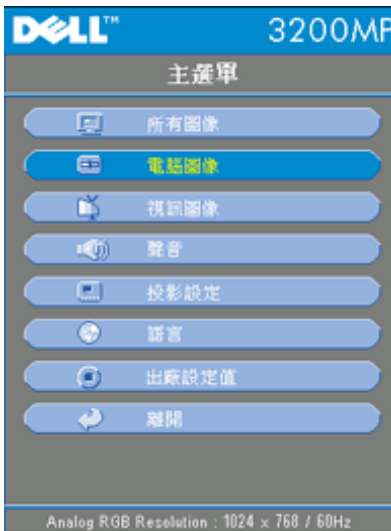 DELL™ 3200MP
主選單
所有圖像
電腦圖像
視訊圖像
聲音
投影設定
語言
出廠設定值
離開
Analog RGB Resolution : 1024 x 768 / 60Hz